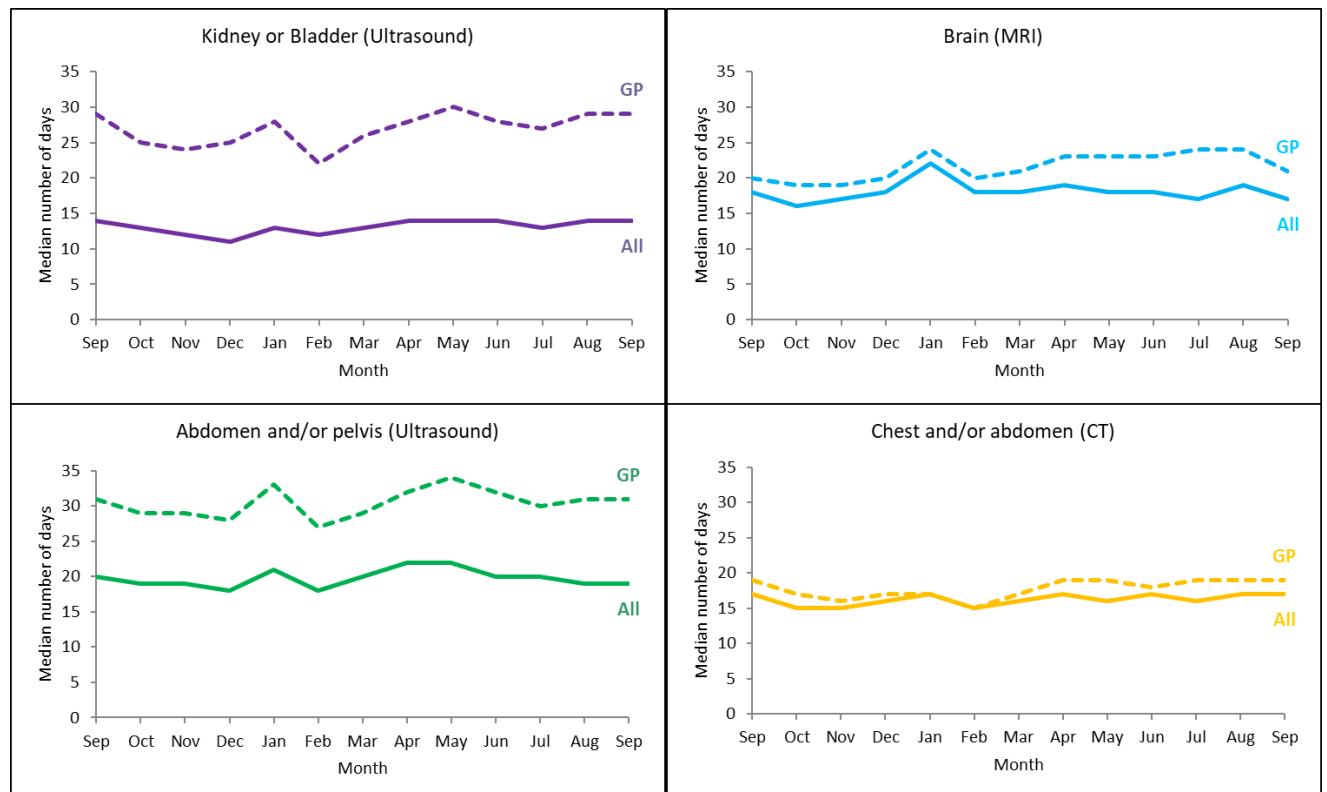 Kidney or Bladder (Ultrasound)
Median number of days
35
30
25
20
15
10
5
0
GP
All
Sep Oct Nov Dec Jan Feb Mar Apr May Jun Jul Aug Sep
Month
Brain (MRI)
Median number of days
35
30
25
20
15
10
5
0
GP
All
Sep Oct Nov Dec Jan Feb Mar Apr May Jun Jul Aug Sep
Month
Abdomen and/or pelvis (Ultrasound)
Median number of days
35
30
25
20
15
10
5
0
GP
All
Sep Oct Nov Dec Jan Feb Mar Apr May Jun Jul Aug Sep
Month
Chest and/or abdomen (CT)
Median number of days
35
30
25
20
15
10
5
0
GP
All
Sep Oct Nov Dec Jan Feb Mar Apr May Jun Jul Aug Sep
Month